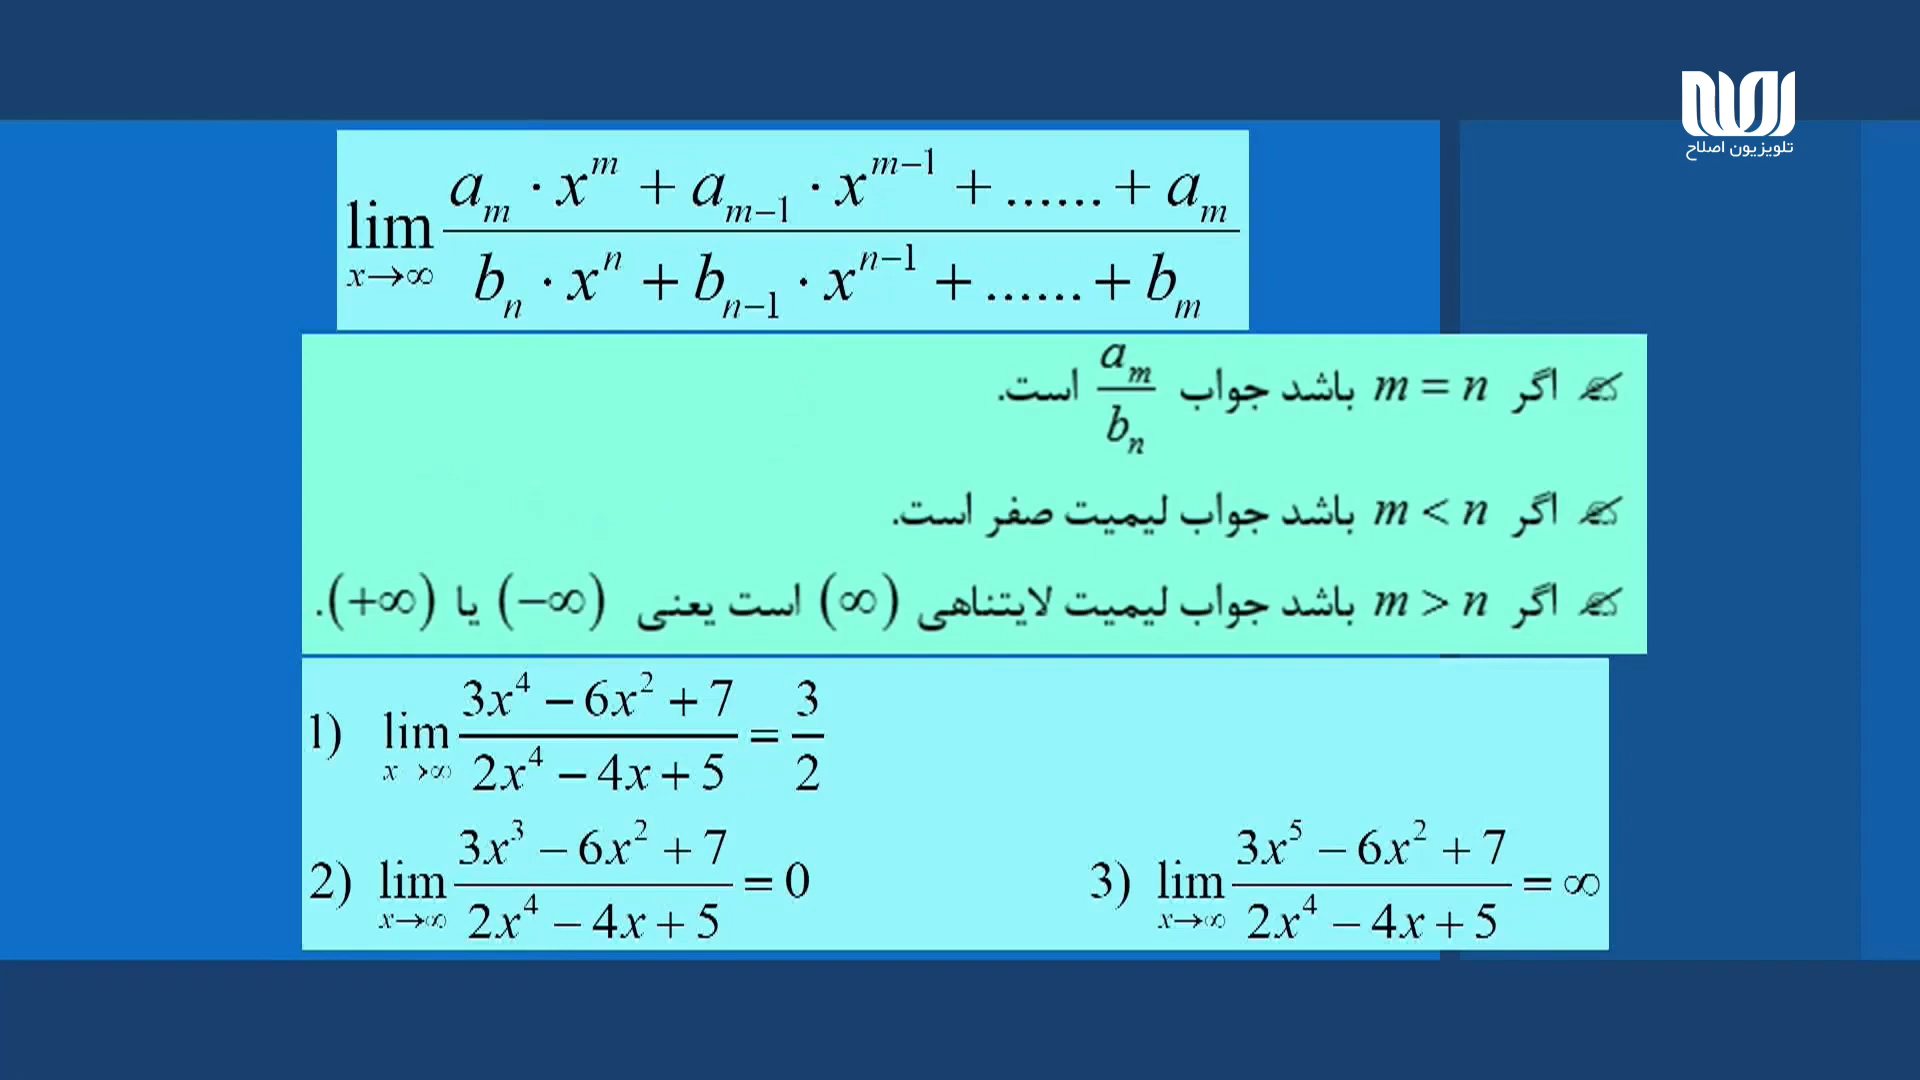 تلویزیون اصلاح
lim x→∞ (a_m · x^m + a_{m-1} · x^{m-1} + ...... + a_m) / (b_n · x^n + b_{n-1} · x^{n-1} + ...... + b_m)
اگر m = n باشد جواب a_m / b_n است.
اگر m < n باشد جواب لیمیت صفر است.
اگر m > n باشد جواب لیمیت لایتناهی (∞) است یعنی (−∞) یا (+∞).
1) lim x→∞ (3x^4 − 6x^2 + 7) / (2x^4 − 4x + 5) = 3/2
2) lim x→∞ (3x^3 − 6x^2 + 7) / (2x^4 − 4x + 5) = 0
3) lim x→∞ (3x^5 − 6x^2 + 7) / (2x^4 − 4x + 5) = ∞